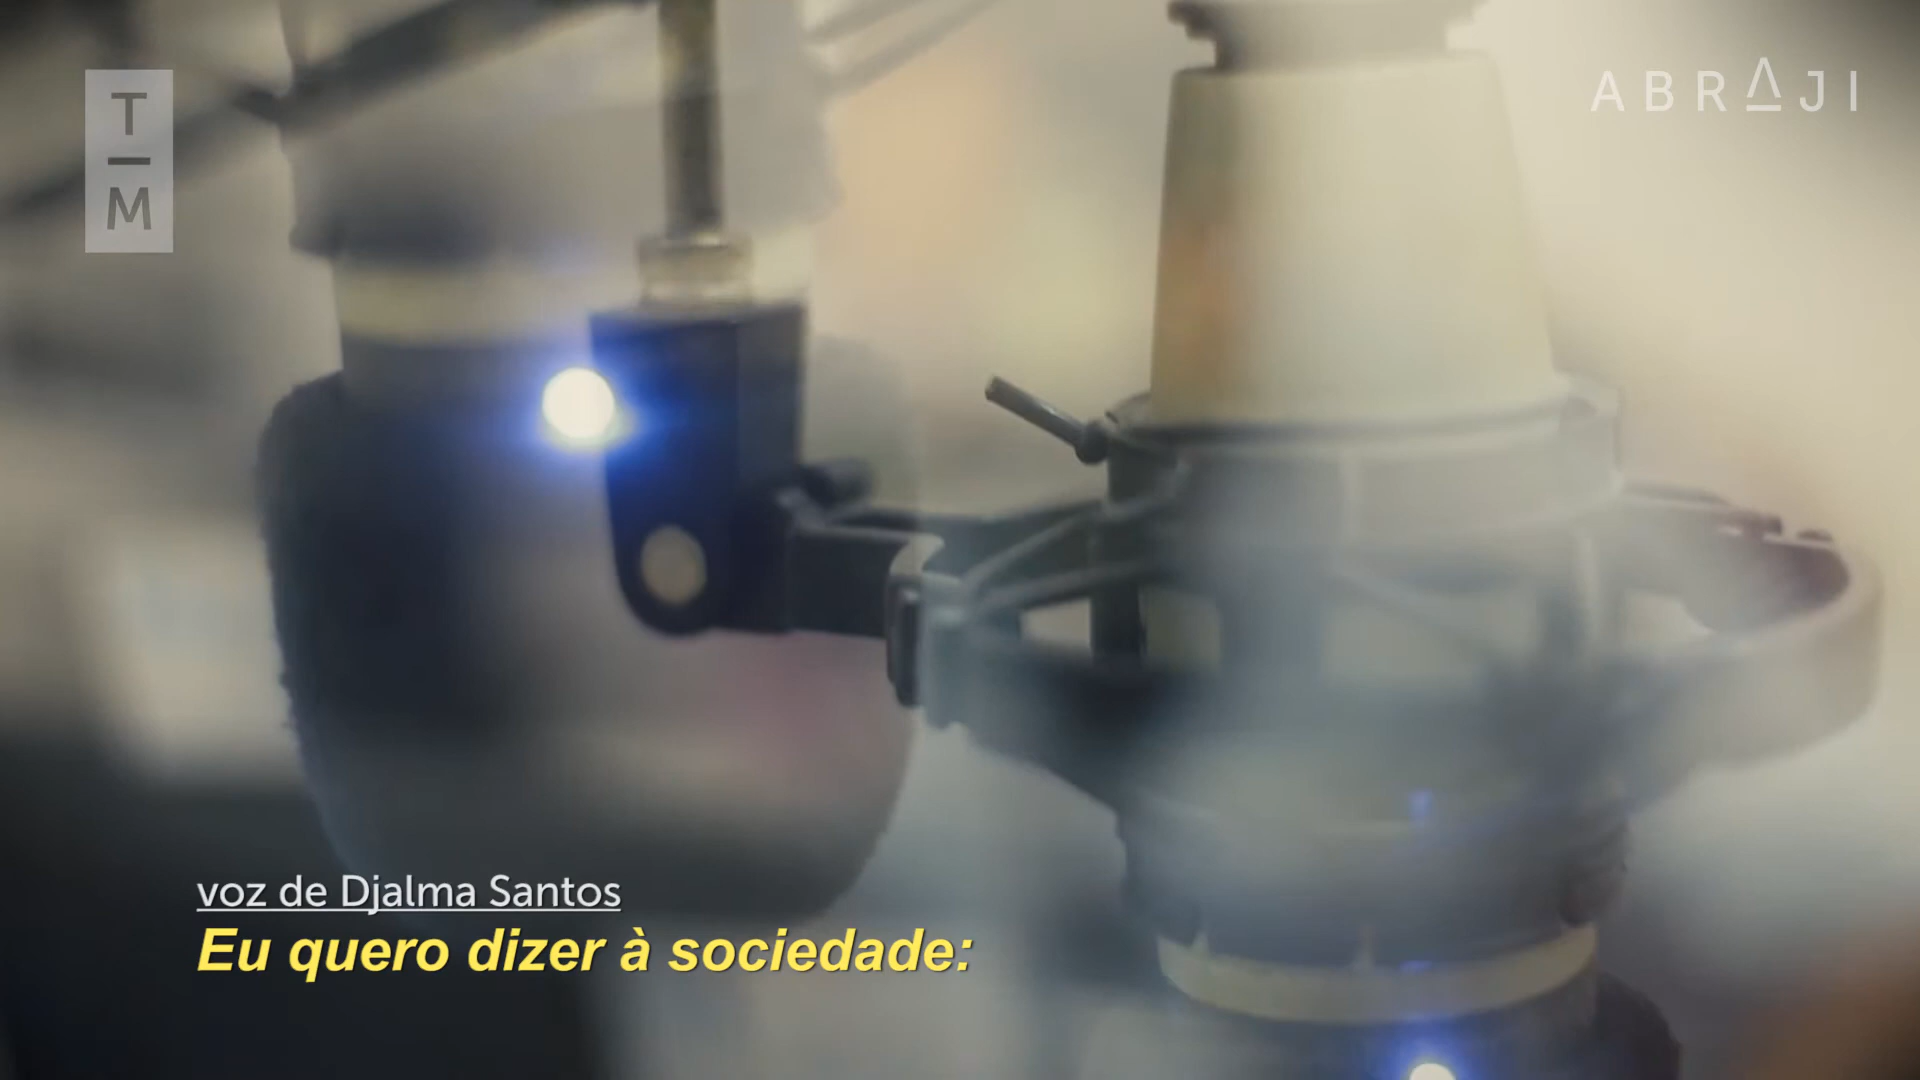 T
M
ABRAJI
voz de Djalma Santos
Eu quero dizer à sociedade: